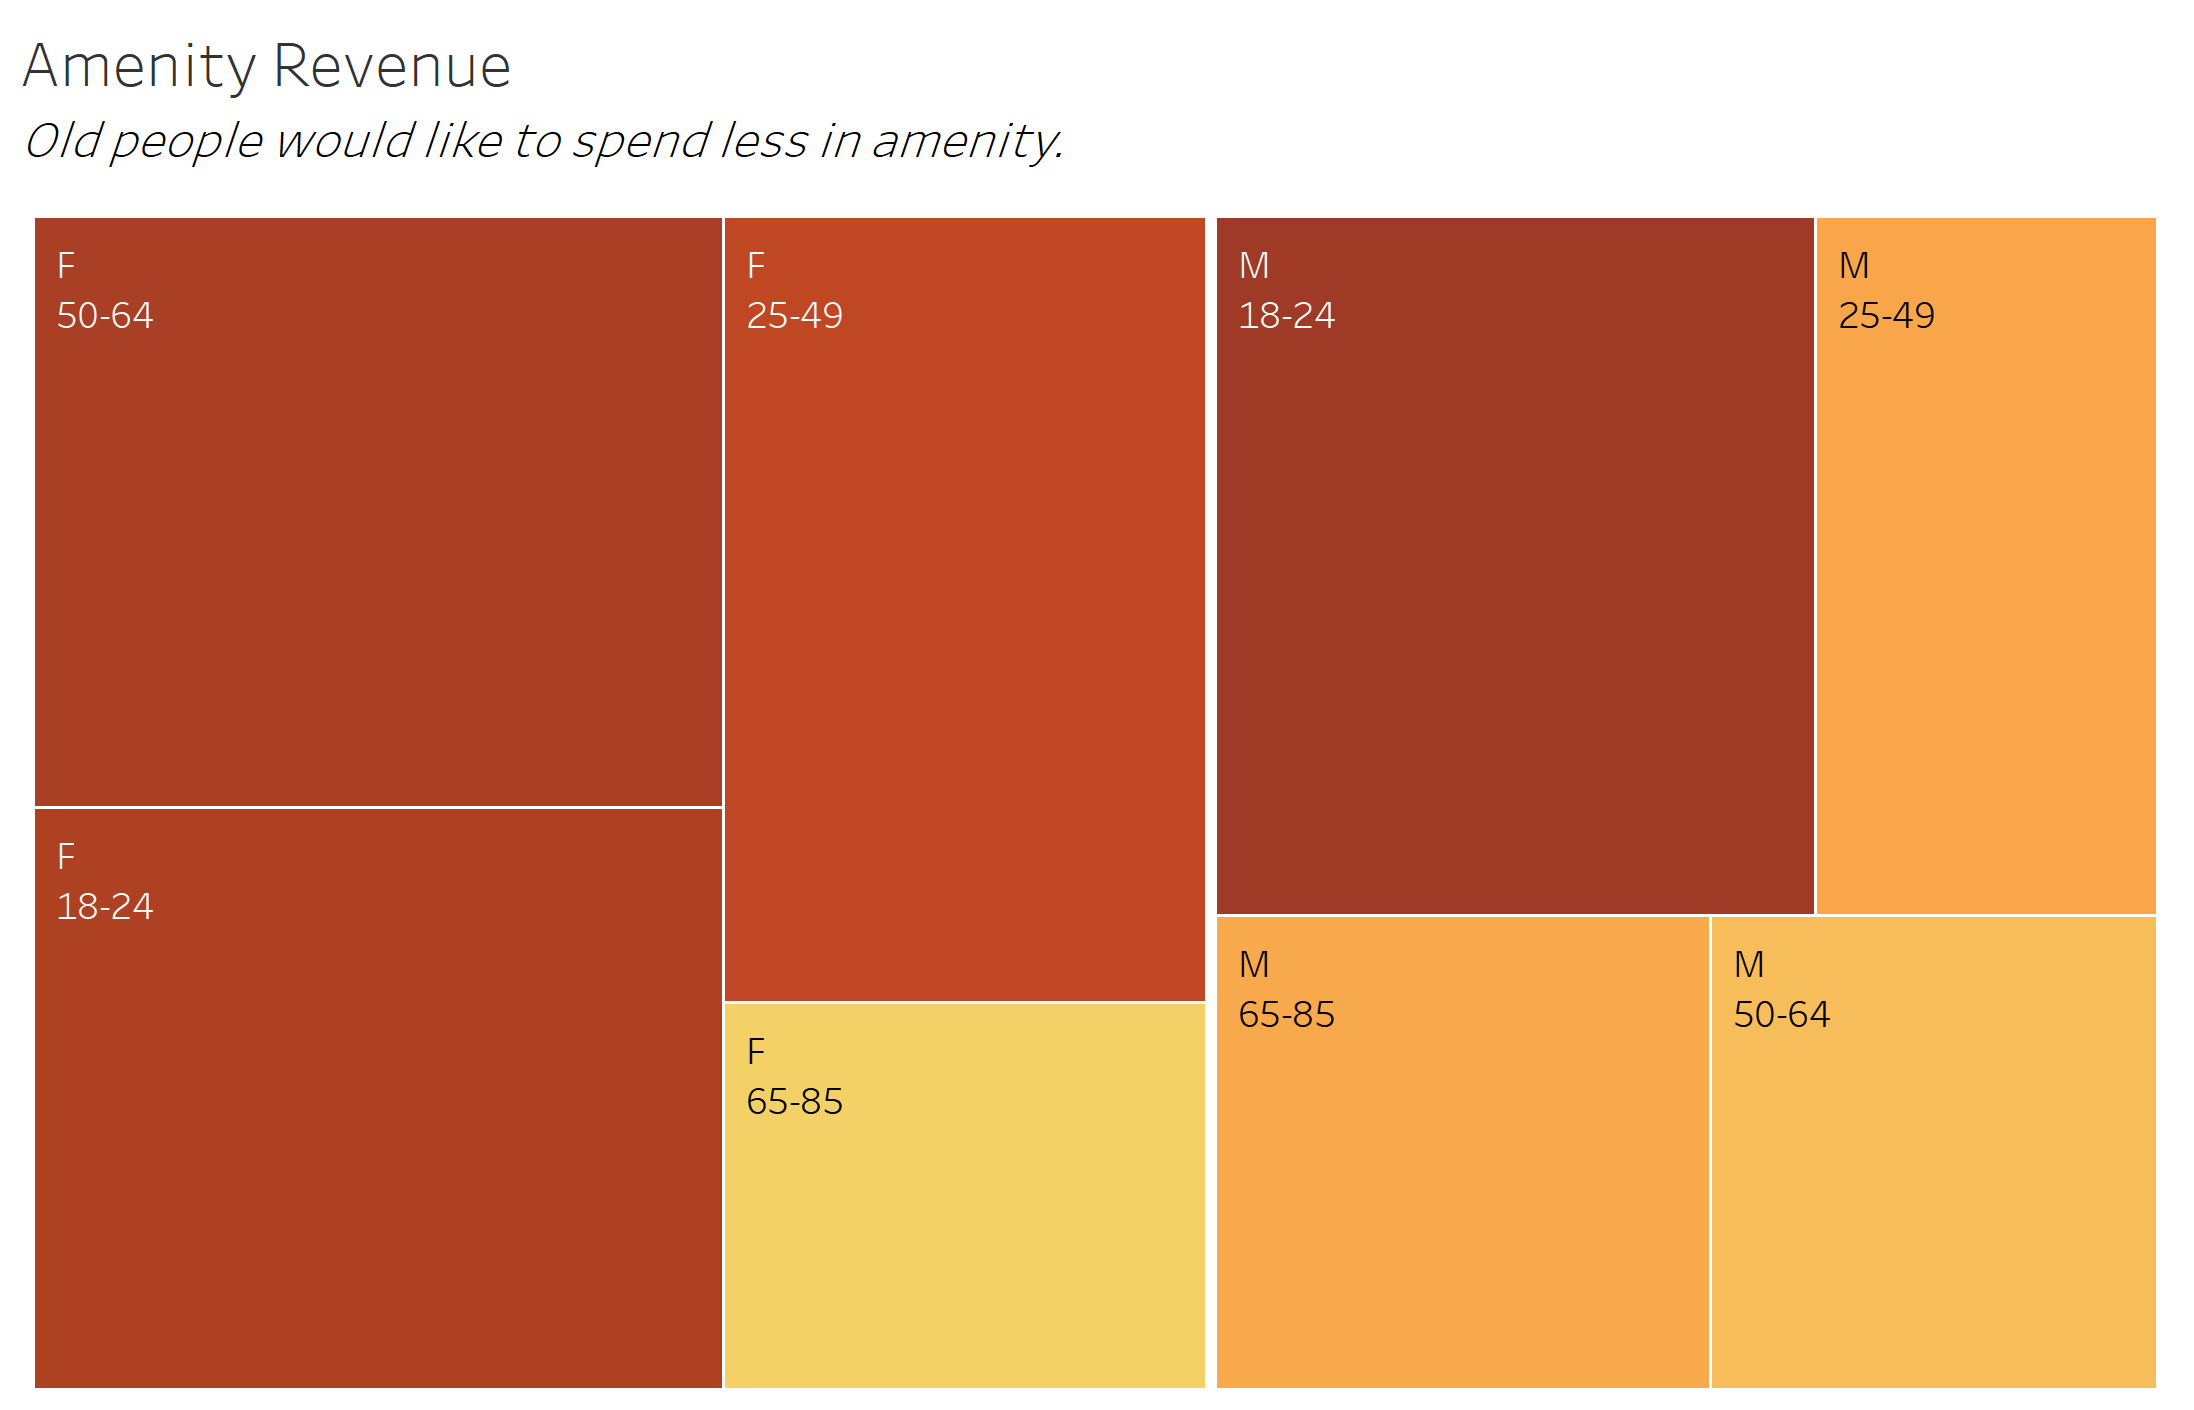 Amenity Revenue
Old people would like to spend less in amenity.
F
50-64
F
18-24
F
25-49
F
65-85
M
18-24
M
25-49
M
65-85
M
50-64